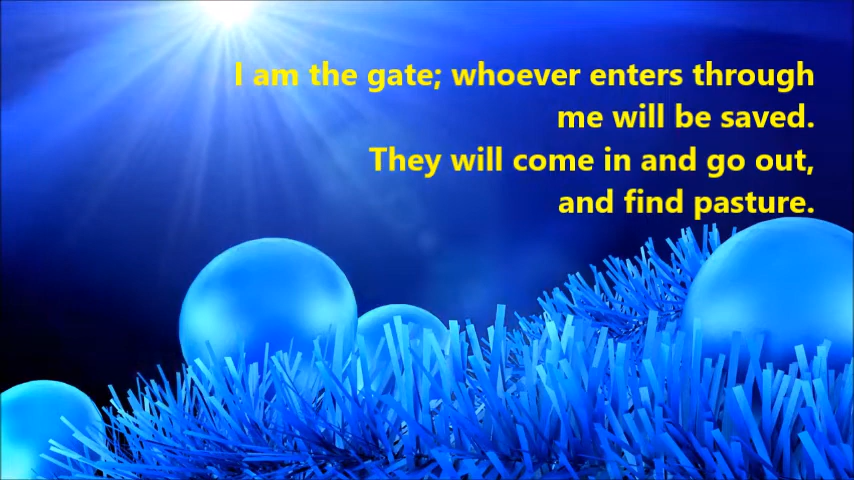 I am the gate; whoever enters through
me will be saved.
They will come in and go out,
and find pasture.